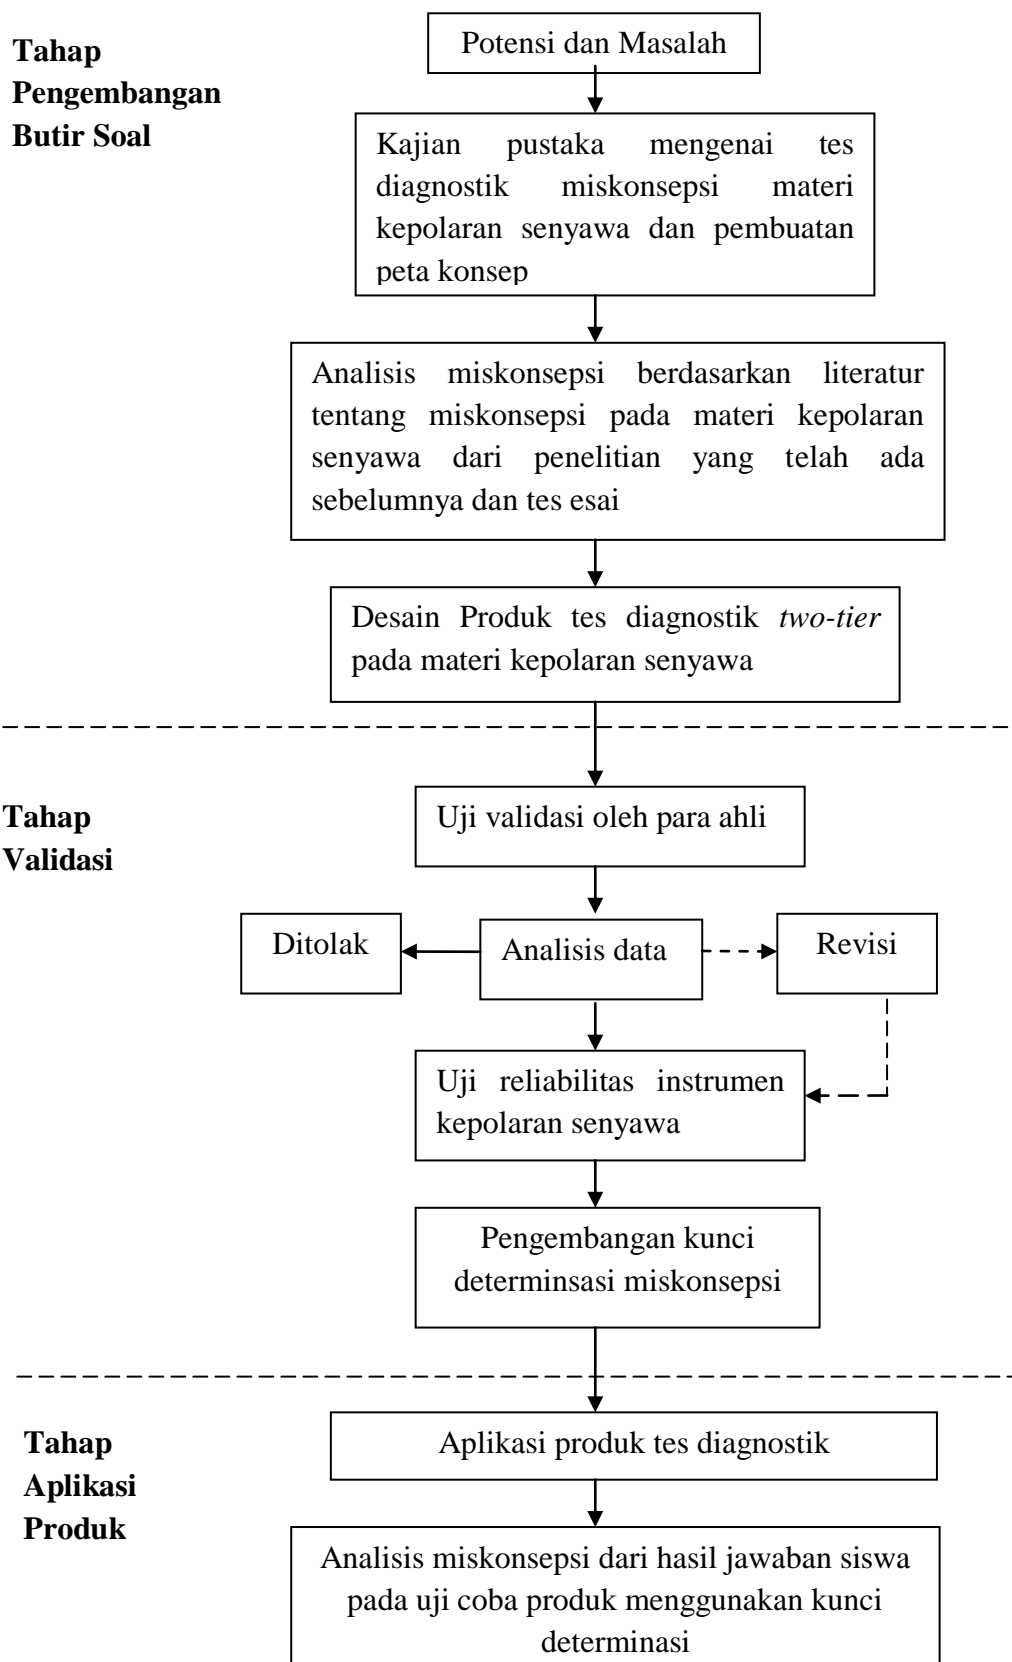 Tahap
Pengembangan
Butir Soal
Potensi dan Masalah
Kajian pustaka mengenai tes
diagnostik miskonsepsi materi
kepolaran senyawa dan pembuatan
peta konsep
Analisis miskonsepsi berdasarkan literatur
tentang miskonsepsi pada materi kepolaran
senyawa dari penelitian yang telah ada
sebelumnya dan tes esai
Desain Produk tes diagnostik two-tier
pada materi kepolaran senyawa
Tahap
Validasi
Uji validasi oleh para ahli
Ditolak
Analisis data
Revisi
Uji reliabilitas instrumen
kepolaran senyawa
Pengembangan kunci
determinsasi miskonsepsi
Tahap
Aplikasi
Produk
Aplikasi produk tes diagnostik
Analisis miskonsepsi dari hasil jawaban siswa
pada uji coba produk menggunakan kunci
determinasi